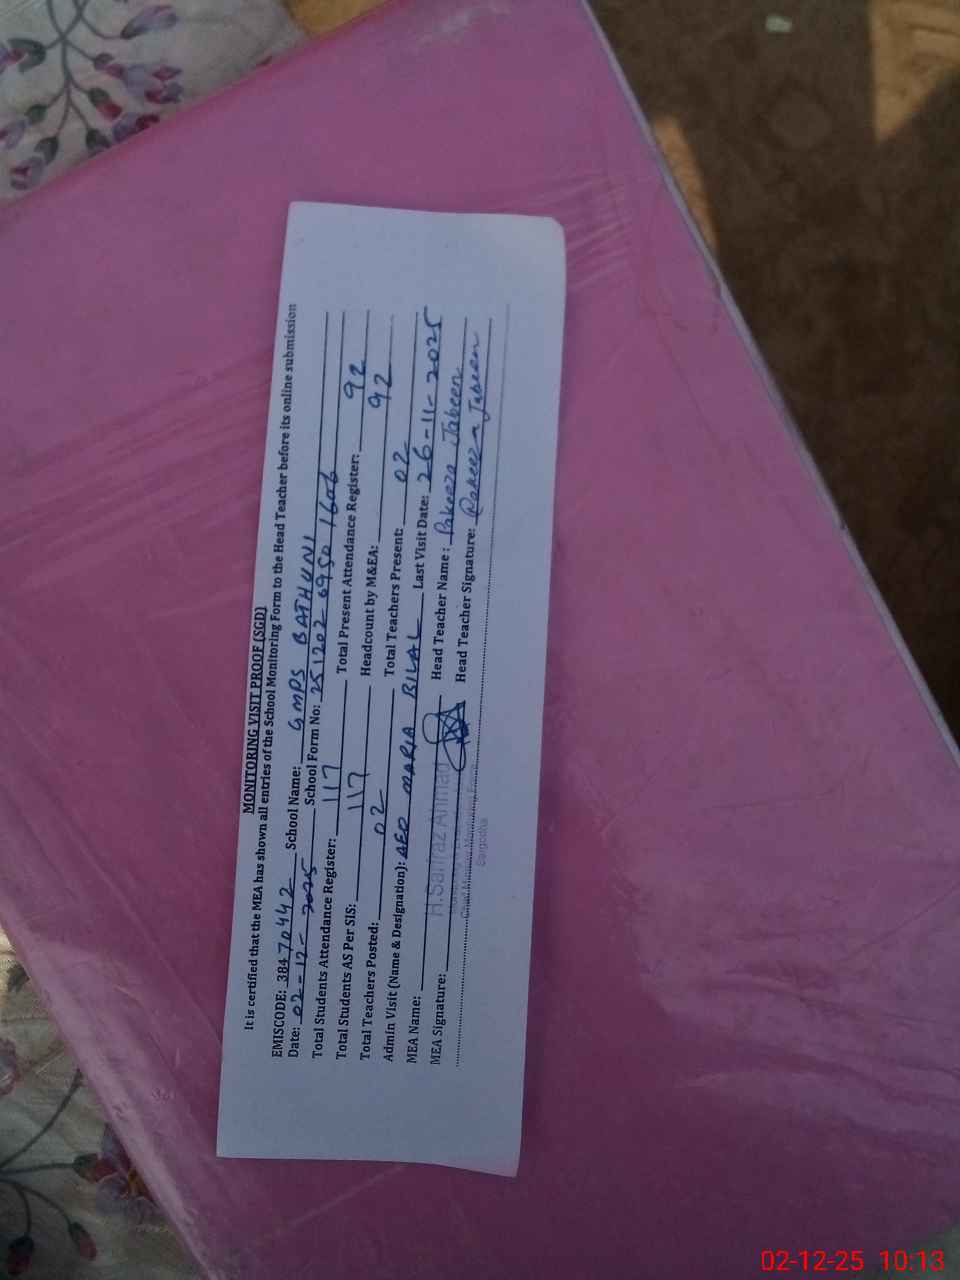 MONITORING VISIT PROOF (SGD)
It is certified that the MEA has shown all entries of the School Monitoring Form to the Head Teacher before its online submission
EMISCODE: 38470442 School Name: GMPS BATHUNI
Date: 02-12-2025 School Form No: 251202 6950 1606
Total Students Attendance Register: 117 Total Present Attendance Register: 92
Total Students AS Per SIS: 117 Headcount by M&EA: 92
Total Teachers Posted: 02 Total Teachers Present: 02
Admin Visit (Name & Designation): AEO MARIA BILAL Last Visit Date: 26-11-2025
MEA Name: H.Sarfraz Ahmad Head Teacher Name: Pakeeza Jabeen
MEA Signature: Head Teacher Signature: Pakeeza Jabeen
Sargodha
02-12-25 10:13